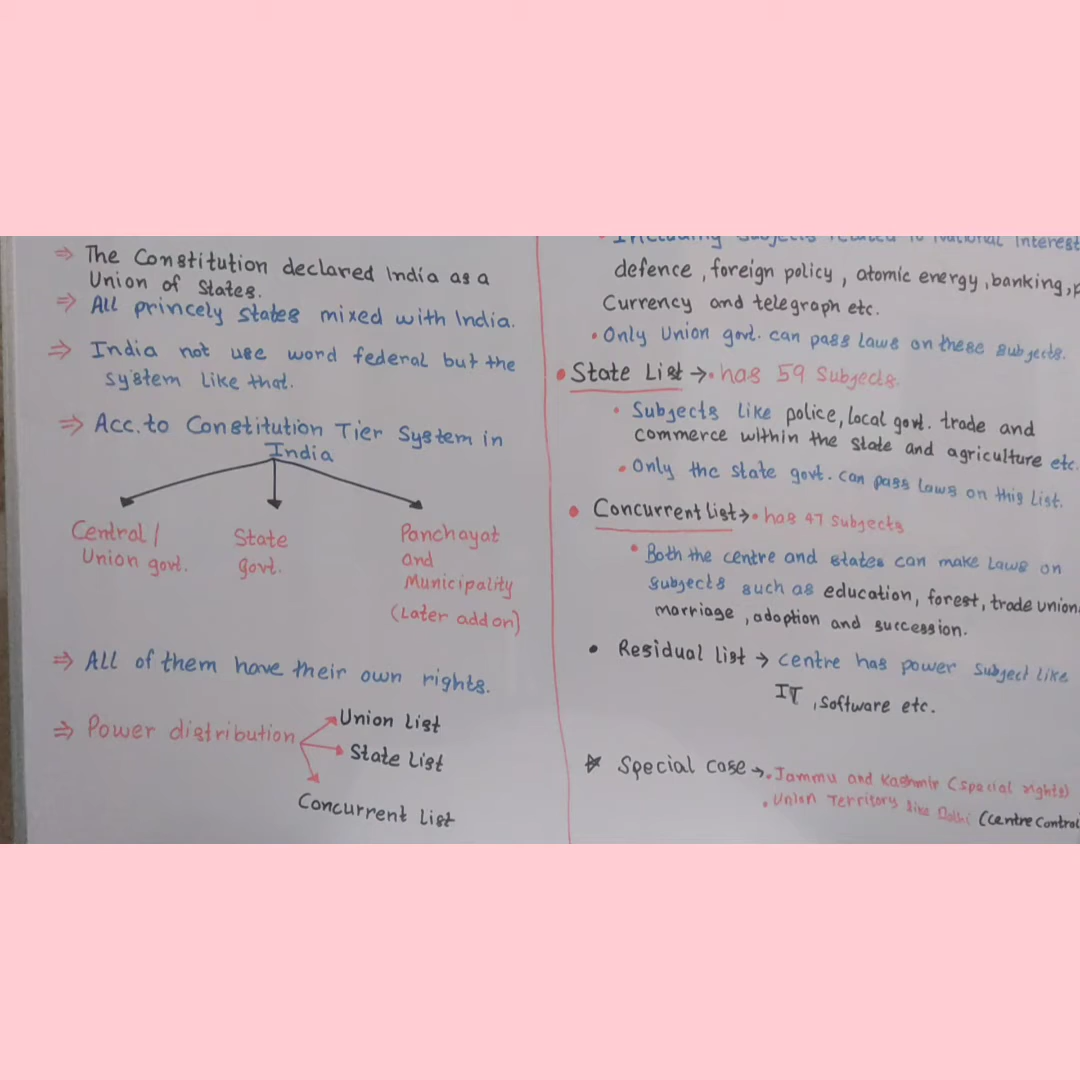 ⇒ The Constitution declared India as a
Union of States.
⇒ All princely states mixed with India.
⇒ India not use word federal but the
system like that.
⇒ Acc. to Constitution Tier System in
India
Central / Union govt.
State govt.
Panchayat and Municipality (Later add on)
⇒ All of them have their own rights.
⇒ Power distribution
Union List
State List
Concurrent List
• Including subjects related to National interest
defence, foreign policy, atomic energy, banking,
Currency and telegraph etc.
• Only Union govt. can pass laws on these subjects.
• State List → • has 59 subjects.
• Subjects like police, local govt. trade and
commerce within the state and agriculture etc.
• Only the state govt. can pass laws on this list.
• Concurrent list → • has 47 subjects
• Both the centre and states can make laws on
subjects such as education, forest, trade union,
marriage, adoption and succession.
• Residual list → centre has power subject like
IT, software etc.
☆ Special case → • Jammu and Kashmir (special rights)
• Union Territory like Delhi (Centre control